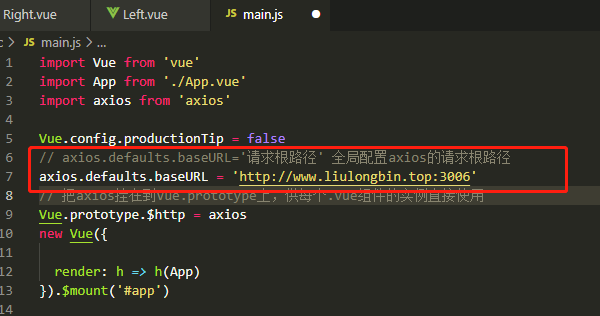 Right.vue Left.vue JS main.js
c > JS main.js > ...
1 import Vue from 'vue'
2 import App from './App.vue'
3 import axios from 'axios'
4
5 Vue.config.productionTip = false
6 // axios.defaults.baseURL='请求根路径' 全局配置axios的请求根路径
7 axios.defaults.baseURL = 'http://www.liulongbin.top:3006'
8 // 把axios挂在到vue.prototype上，供每个.vue组件的实例直接使用
9 Vue.prototype.$http = axios
10 new Vue({
11
12 render: h => h(App)
13 }).$mount('#app')
14